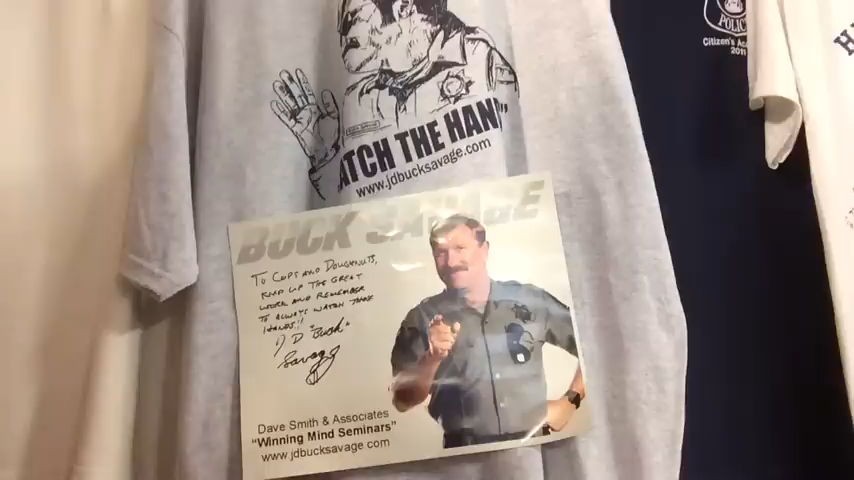 ATCH THE HAN
www.jdbucksavage.com
POLIC
Citizen's
2011
BUCK SAVAGE
TO COPS AND DOUGHNUTS,
KEEP UP THE GREAT
WORK AND REMEMBER
TO ALWAYS WATCH THOSE
HANDS!!
J D "Buck"
Savage
Dave Smith & Associates
"Winning Mind Seminars"
www.jdbucksavage.com